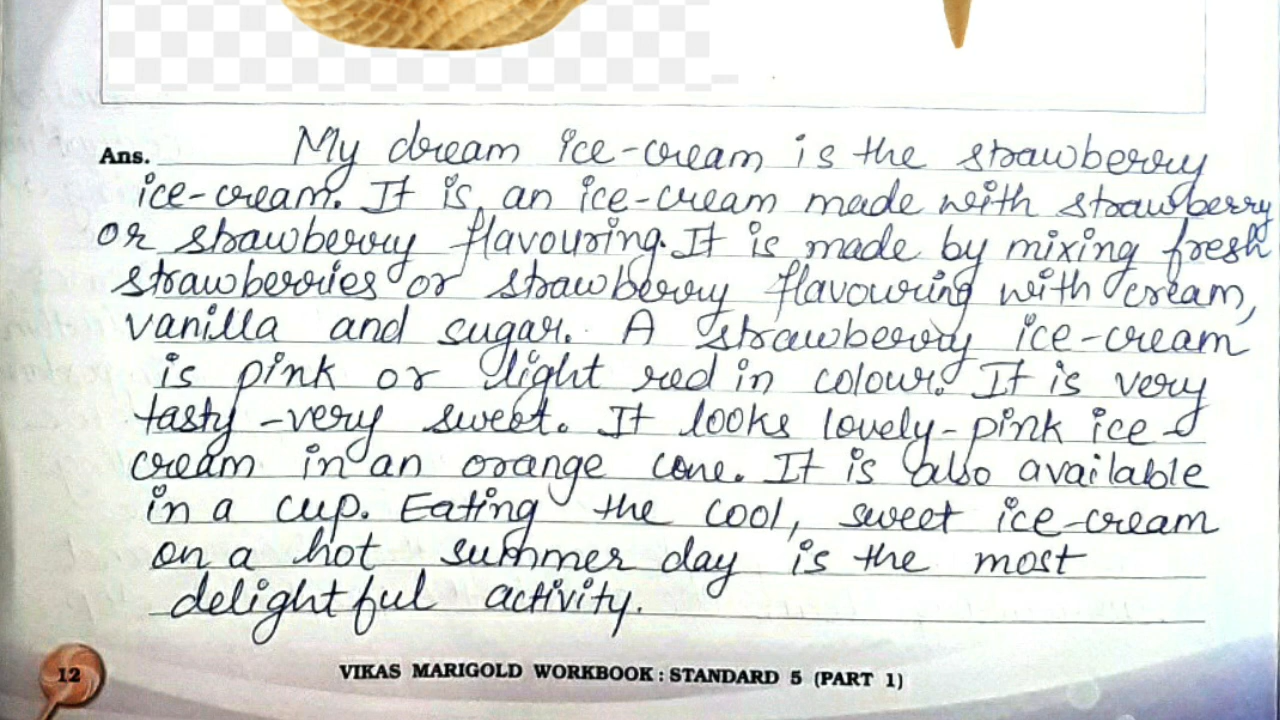 Ans. My dream ice-cream is the strawberry
ice-cream. It is an ice-cream made with strawberry
or strawberry flavouring. It is made by mixing fresh
strawberries or strawberry flavouring with cream,
vanilla and sugar. A strawberry ice-cream
is pink or light red in colour. It is very
tasty - very sweet. It looks lovely - pink ice -
cream in an orange cone. It is also available
in a cup. Eating the cool, sweet ice-cream
on a hot summer day is the most
delightful activity.
12 VIKAS MARIGOLD WORKBOOK : STANDARD 5 (PART 1)